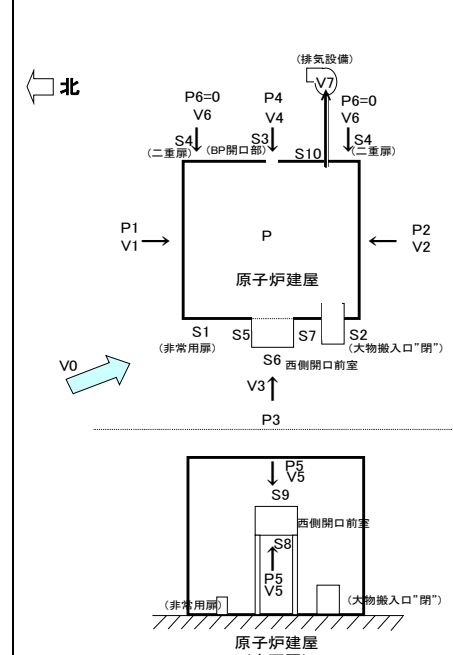 (排気設備)
北
V7
P6=0
P4
P6=0
V6
V4
V6
S4
S3
S4
(二重扉)
(BP開口部)
S10
(二重扉)
P1
V1
P
P2
V2
原子炉建屋
S1
S5
S7
S2
(非常用扉)
(大物搬入口"閉")
S6
西側開口前室
V0
V3
P3
P5
V5
S9
西側開口前室
S8
P5
V5
(非常用扉)
(大物搬入口"閉")
原子炉建屋